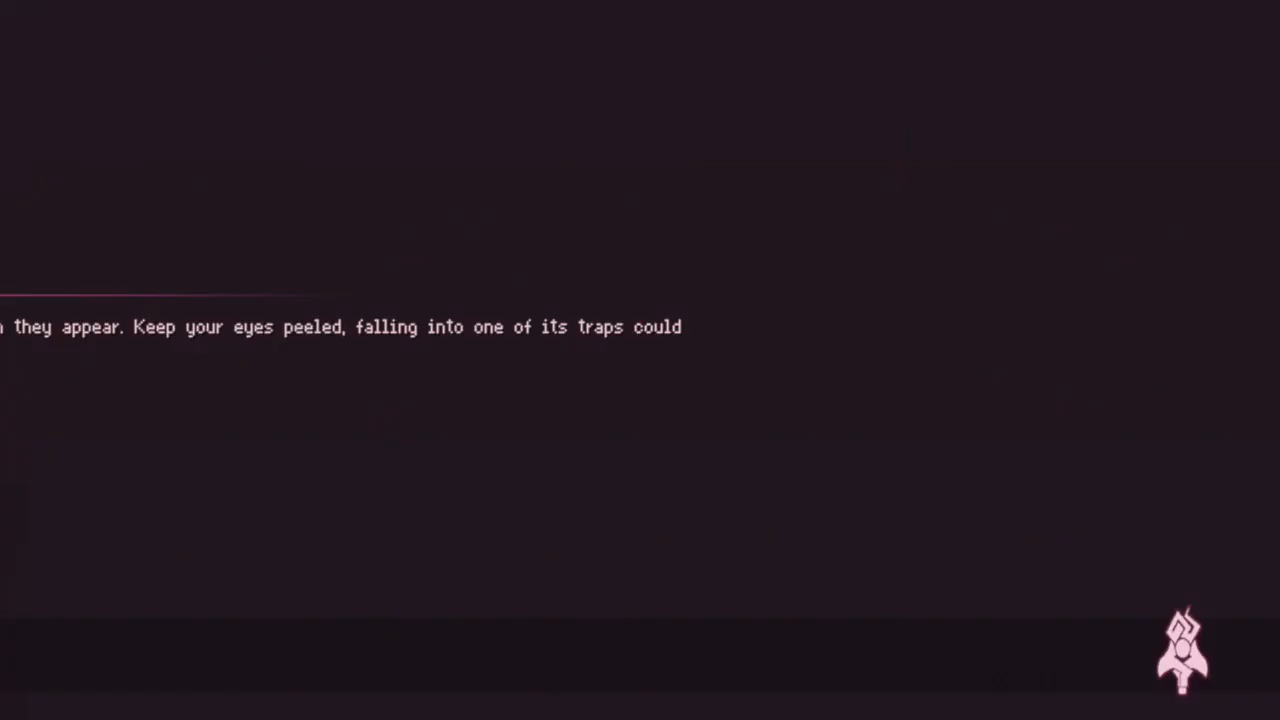 they appear. Keep your eyes peeled, falling into one of its traps could